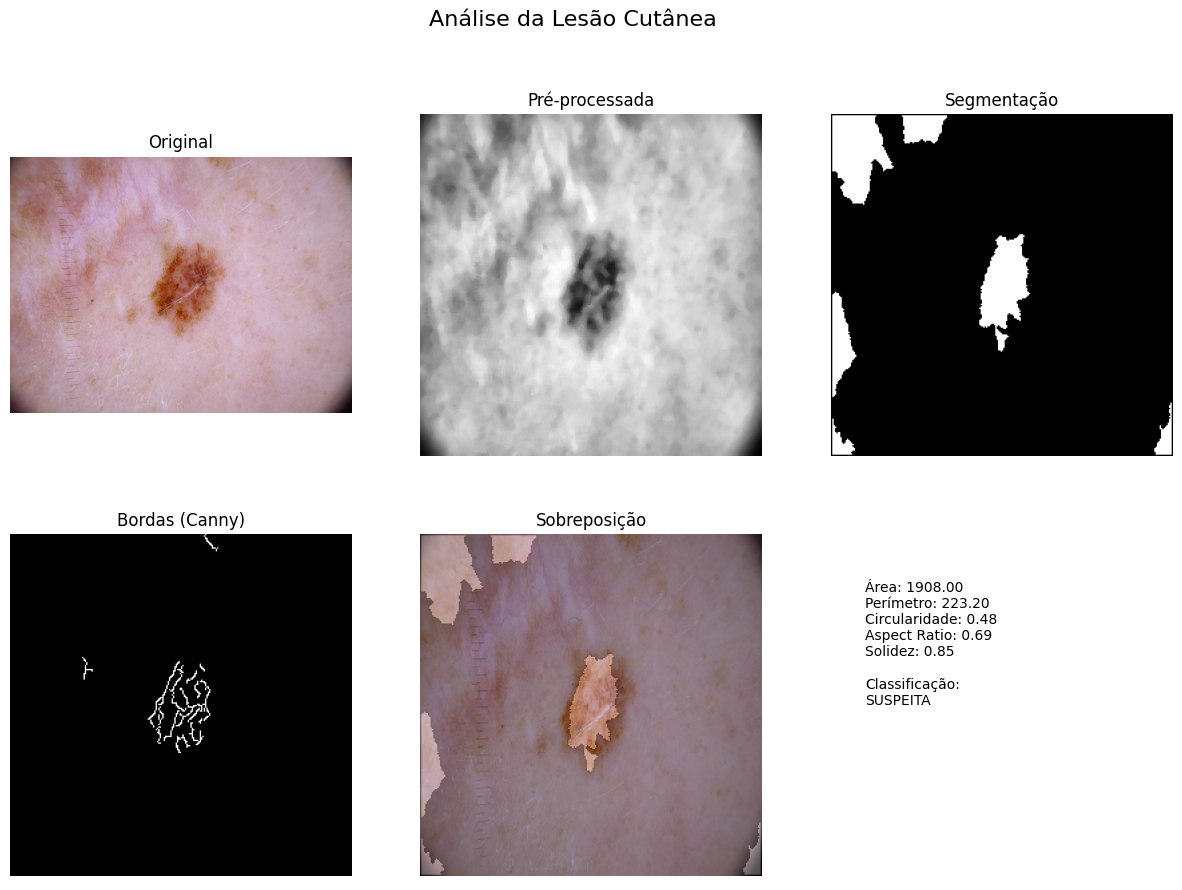 Análise da Lesão Cutânea
Original
Pré-processada
Segmentação
Bordas (Canny)
Sobreposição
Área: 1908.00
Perímetro: 223.20
Circularidade: 0.48
Aspect Ratio: 0.69
Solidez: 0.85
Classificação:
SUSPEITA